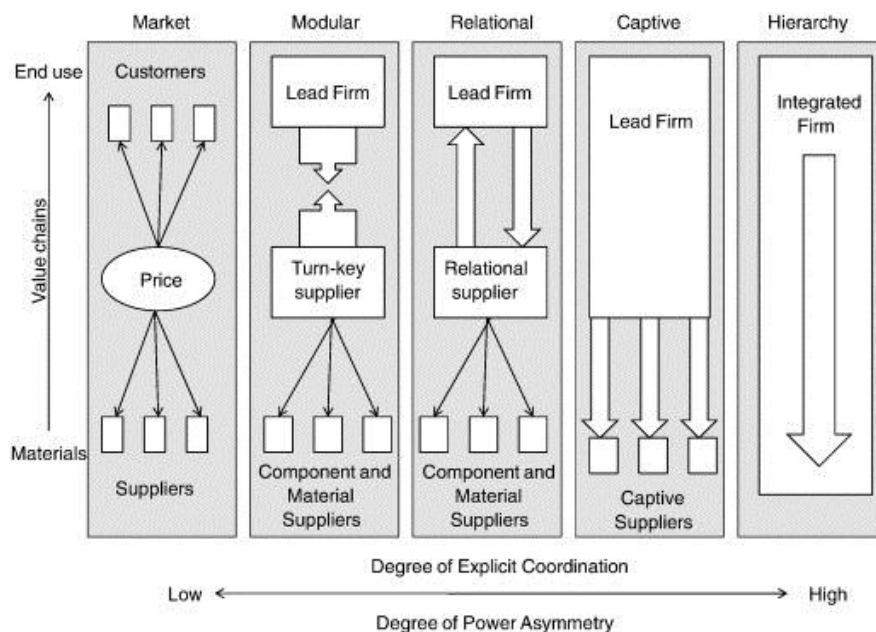 Market
Modular
Relational
Captive
Hierarchy
End use
Value chains
Materials
Customers
Price
Suppliers
Lead Firm
Turn-key
supplier
Component and
Material
Suppliers
Lead Firm
Relational
supplier
Component and
Material
Suppliers
Lead Firm
Captive
Suppliers
Integrated
Firm
Degree of Explicit Coordination
Low
High
Degree of Power Asymmetry